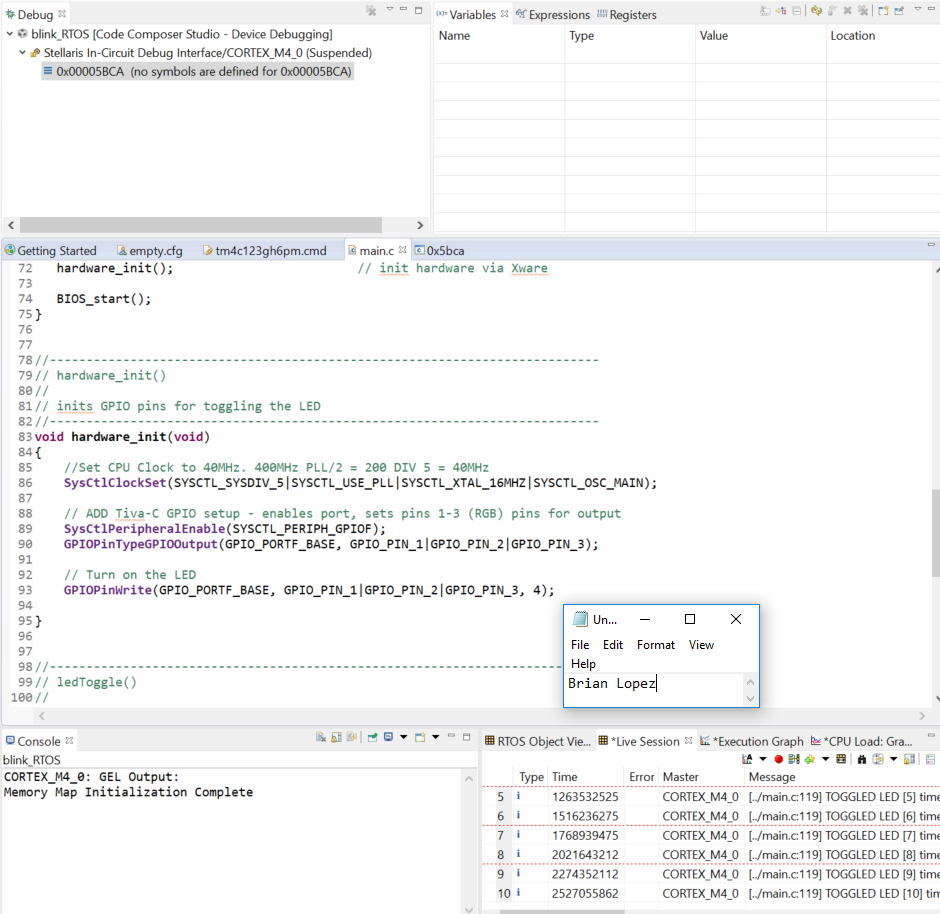 Debug
blink_RTOS [Code Composer Studio - Device Debugging]
Stellaris In-Circuit Debug Interface/CORTEX_M4_0 (Suspended)
0x00005BCA (no symbols are defined for 0x00005BCA)
Variables Expressions Registers
Name Type Value Location
Getting Started empty.cfg tm4c123gh6pm.cmd main.c 0x5bca
72 hardware_init(); // init hardware via Xware
73
74 BIOS_start();
75 }
76
77
78 //---------------------------------------------------------------------------
79 // hardware_init()
80 //
81 // inits GPIO pins for toggling the LED
82 //---------------------------------------------------------------------------
83 void hardware_init(void)
84 {
85 //Set CPU Clock to 40MHz. 400MHz PLL/2 = 200 DIV 5 = 40MHz
86 SysCtlClockSet(SYSCTL_SYSDIV_5|SYSCTL_USE_PLL|SYSCTL_XTAL_16MHZ|SYSCTL_OSC_MAIN);
87
88 // ADD Tiva-C GPIO setup - enables port, sets pins 1-3 (RGB) pins for output
89 SysCtlPeripheralEnable(SYSCTL_PERIPH_GPIOF);
90 GPIOPinTypeGPIOOutput(GPIO_PORTF_BASE, GPIO_PIN_1|GPIO_PIN_2|GPIO_PIN_3);
91
92 // Turn on the LED
93 GPIOPinWrite(GPIO_PORTF_BASE, GPIO_PIN_1|GPIO_PIN_2|GPIO_PIN_3, 4);
94
95 }
96
97
98 //----------------------------------------------------------------------
99 // ledToggle()
100 //
Un...
File Edit Format View
Help
Brian Lopez
Console
blink_RTOS
CORTEX_M4_0: GEL Output:
Memory Map Initialization Complete
RTOS Object Vie... *Live Session *Execution Graph *CPU Load: Gra...
Type Time Error Master Message
5 i 1263532525 CORTEX_M4_0 [../main.c:119] TOGGLED LED [5] time
6 i 1516236275 CORTEX_M4_0 [../main.c:119] TOGGLED LED [6] time
7 i 1768939475 CORTEX_M4_0 [../main.c:119] TOGGLED LED [7] time
8 i 2021643212 CORTEX_M4_0 [../main.c:119] TOGGLED LED [8] time
9 i 2274352112 CORTEX_M4_0 [../main.c:119] TOGGLED LED [9] time
10 i 2527055862 CORTEX_M4_0 [../main.c:119] TOGGLED LED [10] tim